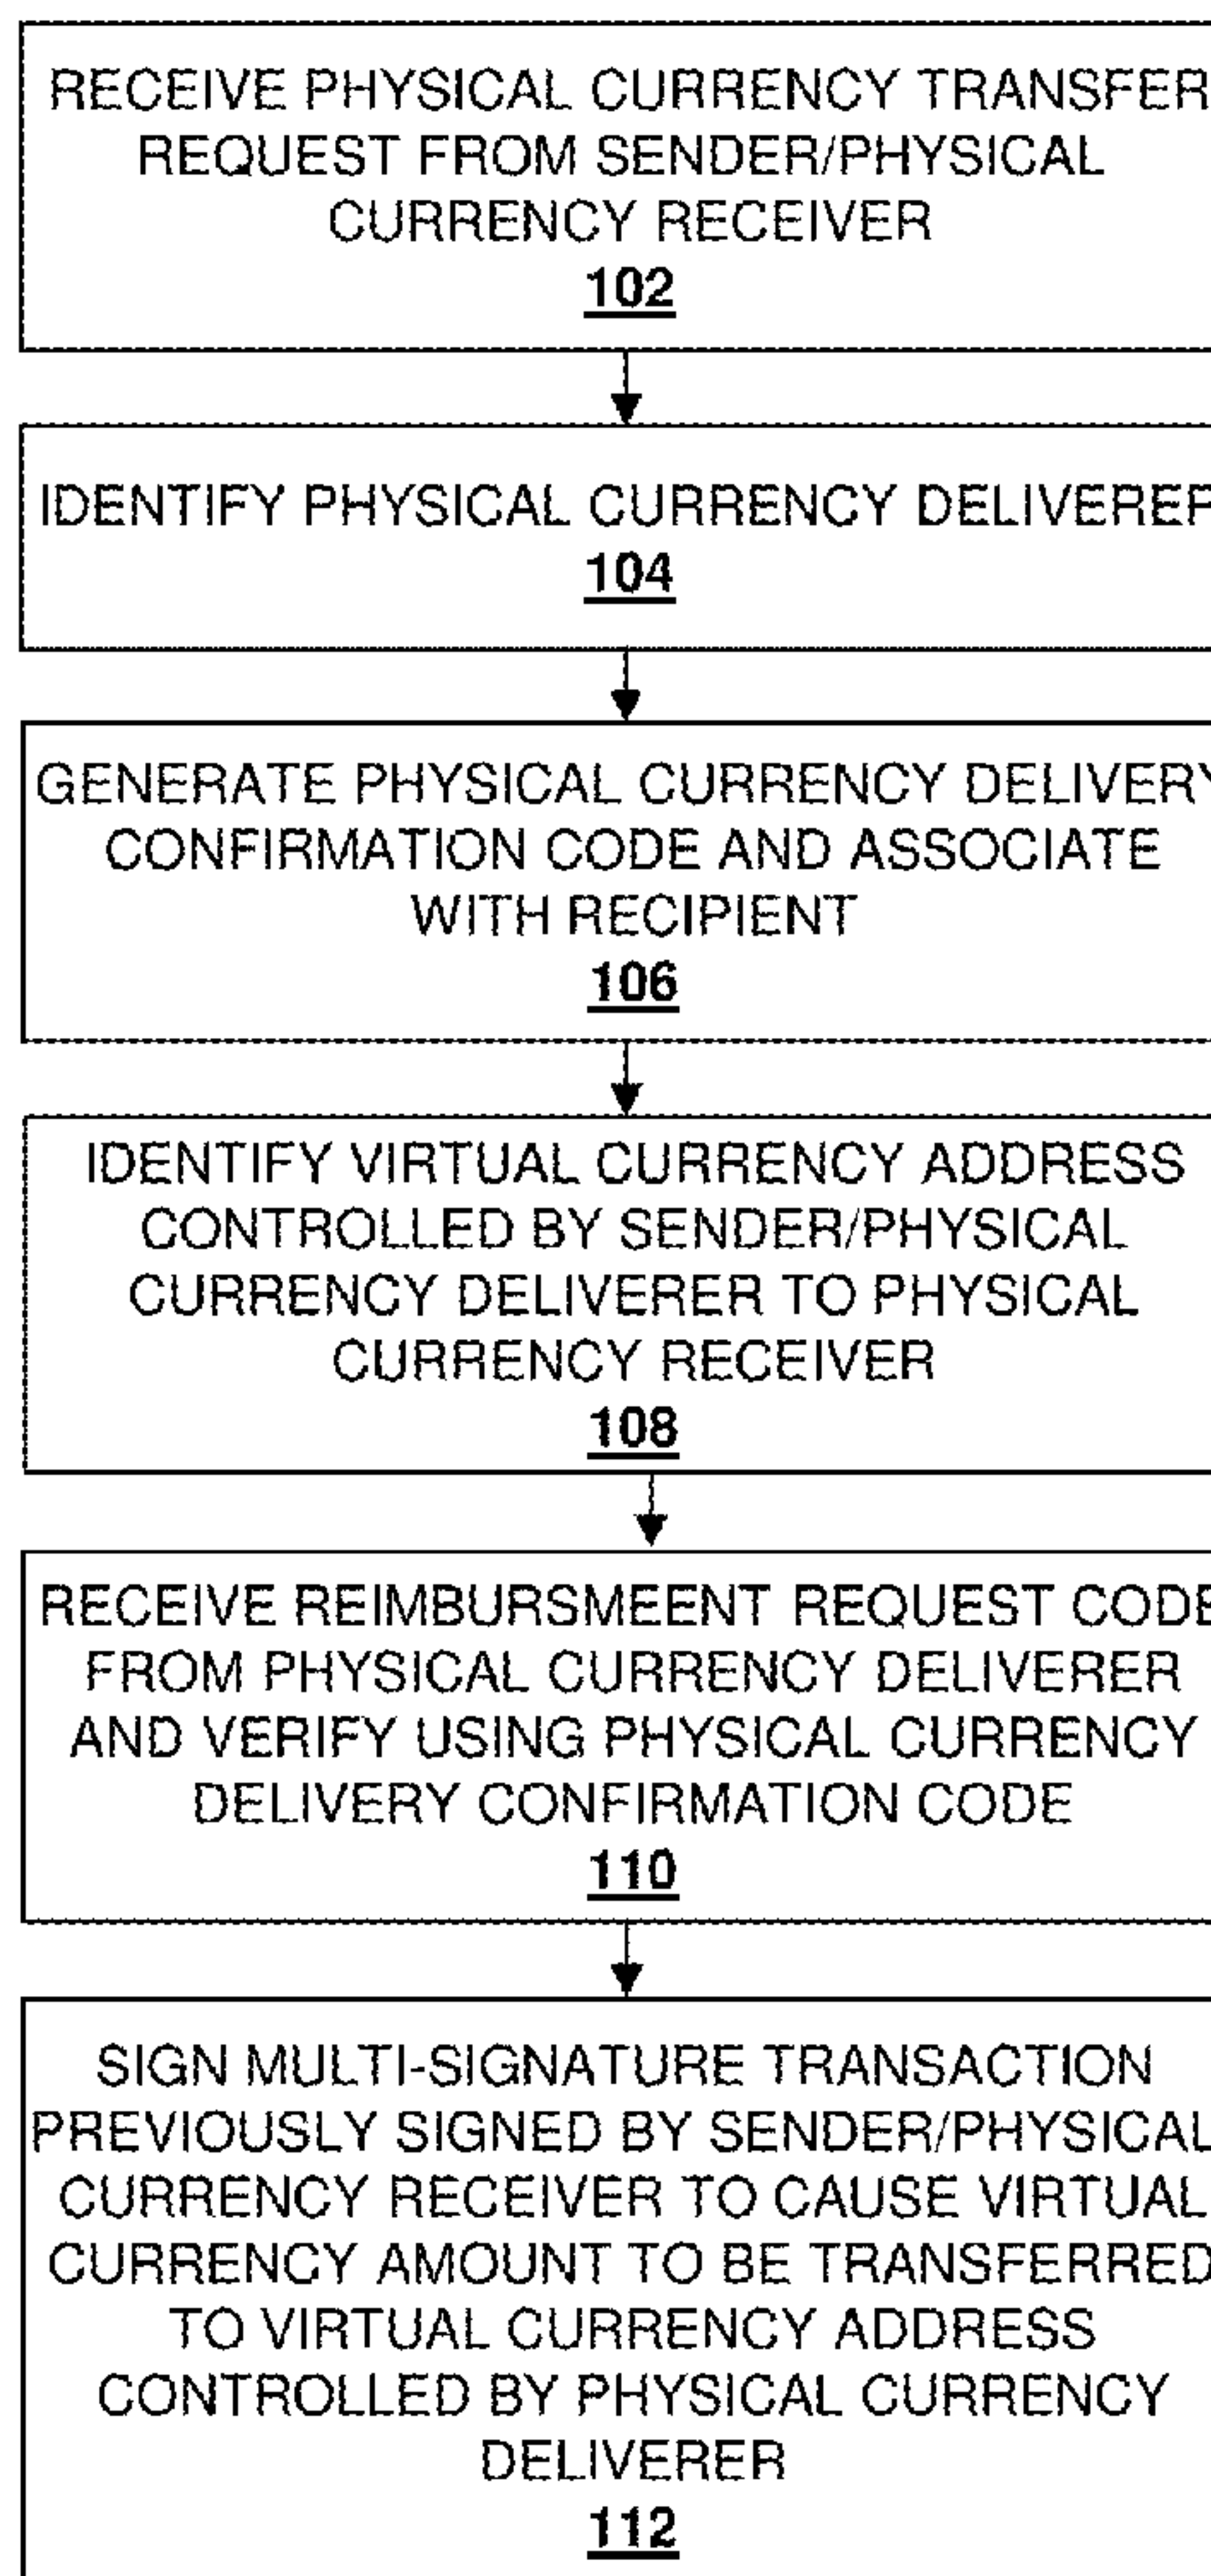 RECEIVE PHYSICAL CURRENCY TRANSFER
REQUEST FROM SENDER/PHYSICAL
CURRENCY RECEIVER
102
IDENTIFY PHYSICAL CURRENCY DELIVERER
104
GENERATE PHYSICAL CURRENCY DELIVERY
CONFIRMATION CODE AND ASSOCIATE
WITH RECIPIENT
106
IDENTIFY VIRTUAL CURRENCY ADDRESS
CONTROLLED BY SENDER/PHYSICAL
CURRENCY DELIVERER TO PHYSICAL
CURRENCY RECEIVER
108
RECEIVE REIMBURSMEENT REQUEST CODE
FROM PHYSICAL CURRENCY DELIVERER
AND VERIFY USING PHYSICAL CURRENCY
DELIVERY CONFIRMATION CODE
110
SIGN MULTI-SIGNATURE TRANSACTION
PREVIOUSLY SIGNED BY SENDER/PHYSICAL
CURRENCY RECEIVER TO CAUSE VIRTUAL
CURRENCY AMOUNT TO BE TRANSFERRED
TO VIRTUAL CURRENCY ADDRESS
CONTROLLED BY PHYSICAL CURRENCY
DELIVERER
112